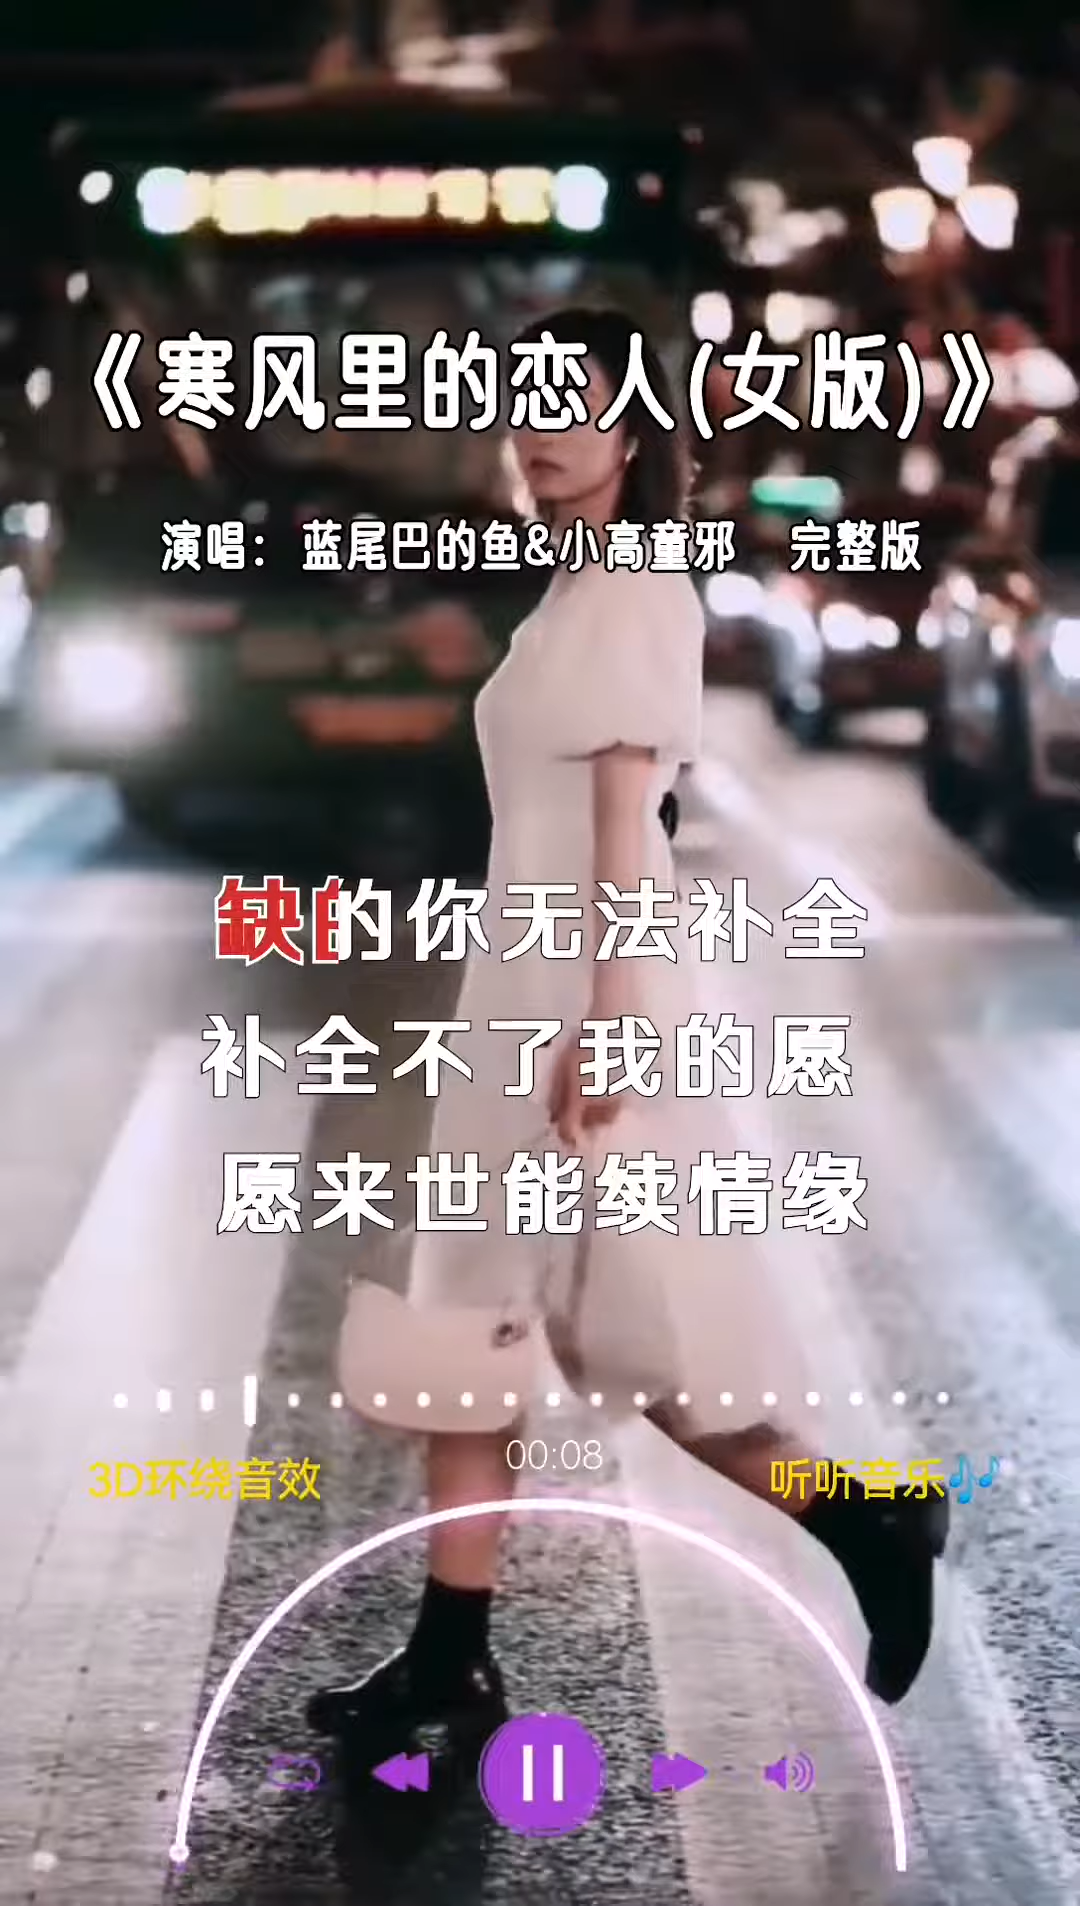 《寒风里的恋人(女版)》
演唱：蓝尾巴的鱼&小高童邪 完整版
缺的你无法补全
补全不了我的愿
愿来世能续情缘
00:08
3D环绕音效
听听音乐🎶